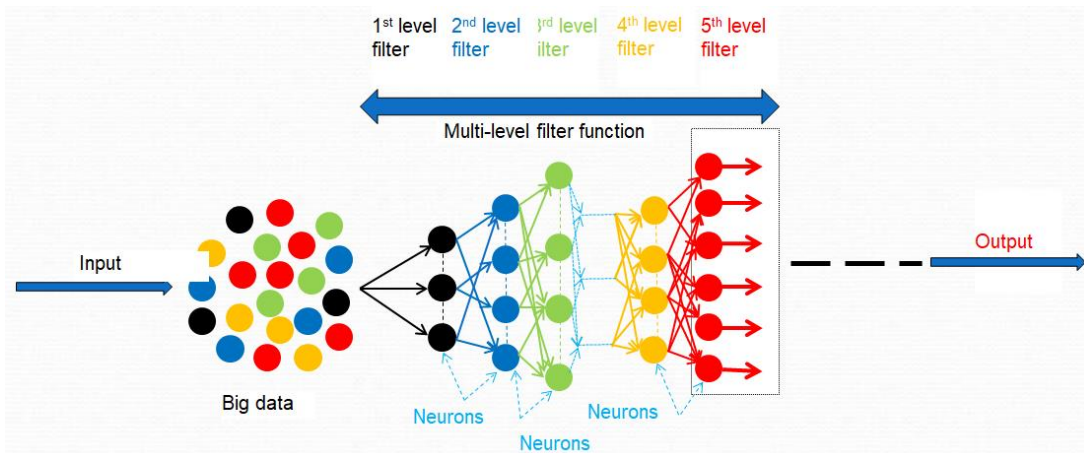 1st level
filter
2nd level
filter
3rd level
ilter
4th level
filter
5th level
filter
Multi-level filter function
Input
Output
Big data
Neurons
Neurons
Neurons